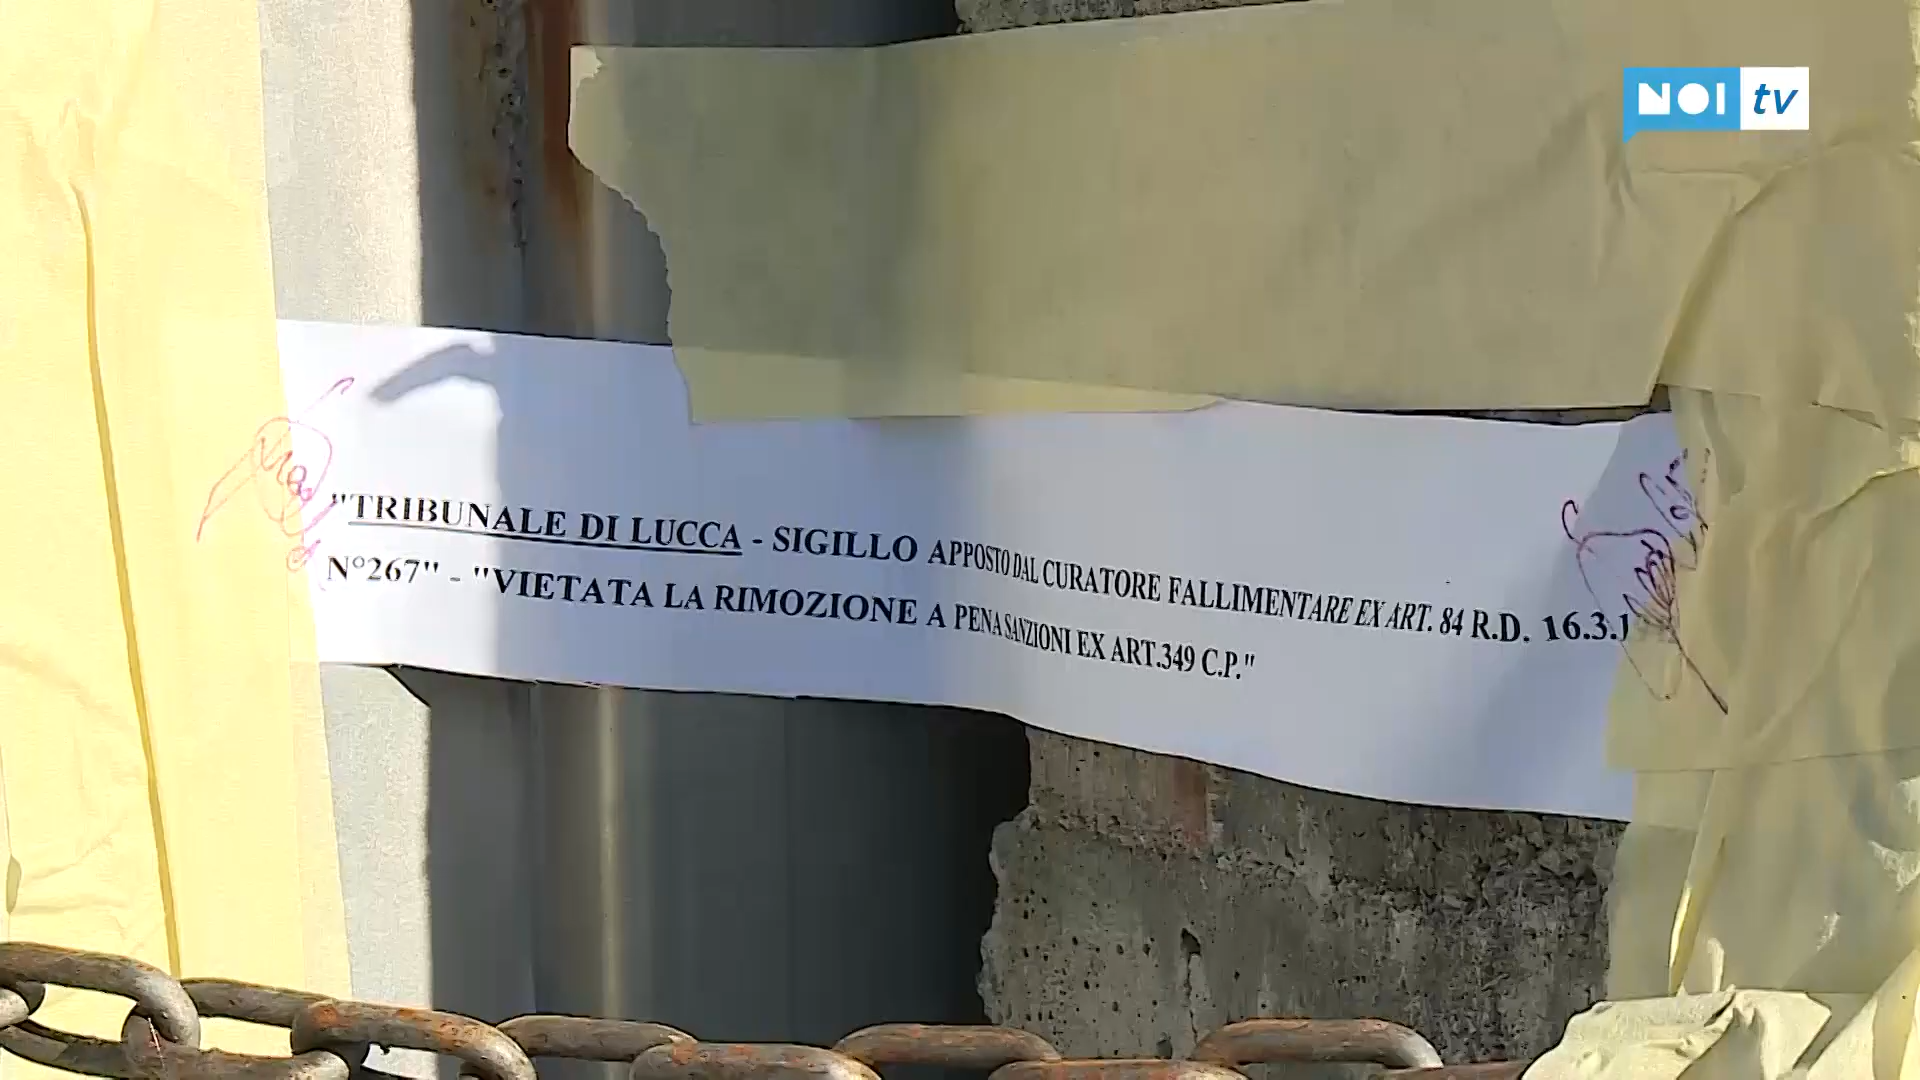 NOI tv
"TRIBUNALE DI LUCCA - SIGILLO APPOSTO DAL CURATORE FALLIMENTARE EX ART. 84 R.D. 16.3.1
N°267" - "VIETATA LA RIMOZIONE A PENA SANZIONI EX ART.349 C.P."